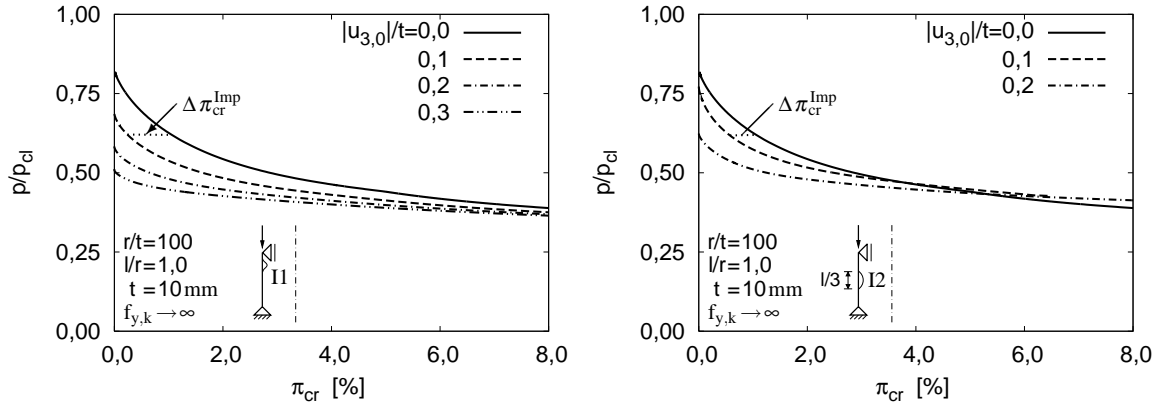 1,00
0,75
0,50
0,25
0,00
p/p_cl
|u_3,0|/t=0,0
0,1
0,2
0,3
Δπ_cr^Imp
r/t=100
l/r=1,0
t = 10 mm
f_y,k → ∞
I1
0,0 2,0 4,0 6,0 8,0
π_cr [%]
1,00
0,75
0,50
0,25
0,00
p/p_cl
|u_3,0|/t=0,0
0,1
0,2
Δπ_cr^Imp
r/t=100
l/r=1,0
t = 10 mm
f_y,k → ∞
l/3
I2
0,0 2,0 4,0 6,0 8,0
π_cr [%]